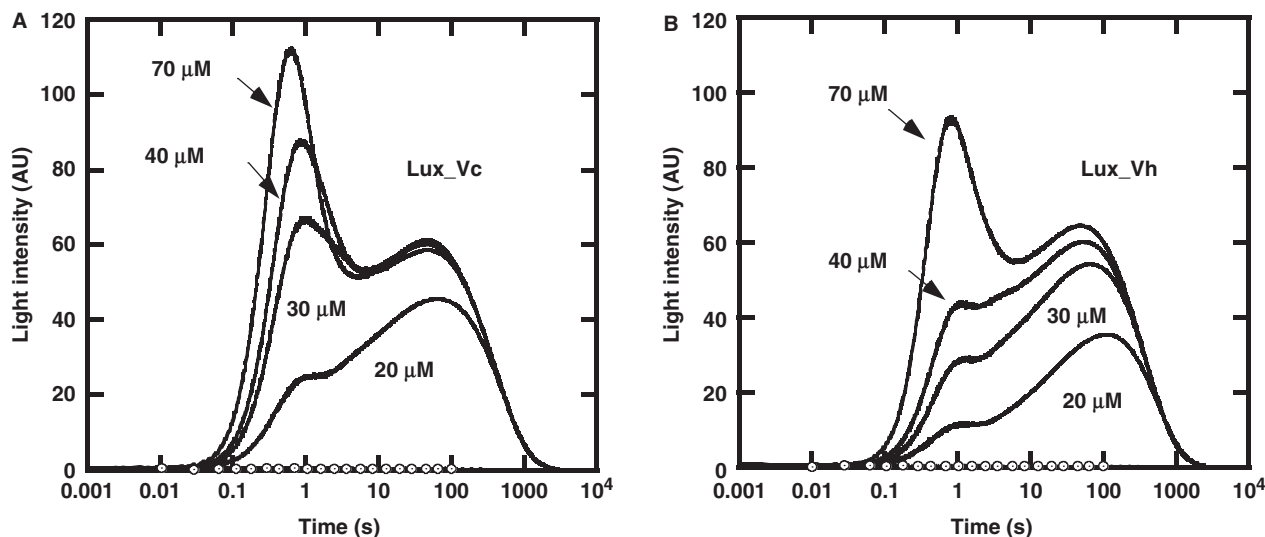 A
120
100
80
60
40
20
0
Light intensity (AU)
70 μM
40 μM
Lux_Vc
30 μM
20 μM
0.001 0.01 0.1 1 10 100 1000 10⁴
Time (s)
B
120
100
80
60
40
20
0
Light intensity (AU)
70 μM
Lux_Vh
40 μM
30 μM
20 μM
0.001 0.01 0.1 1 10 100 1000 10⁴
Time (s)